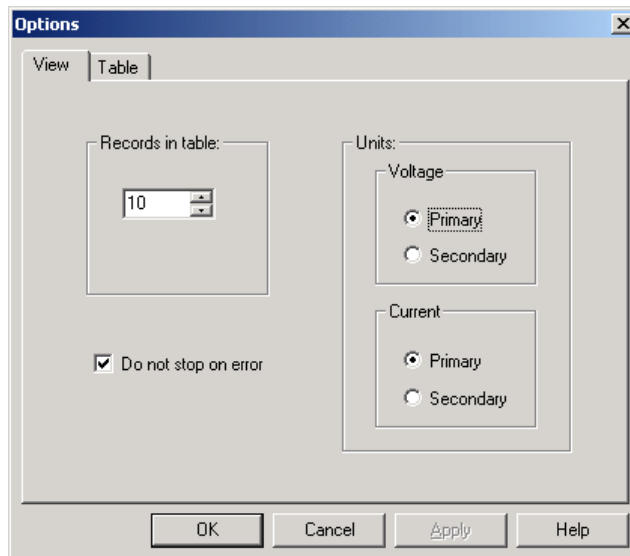 Options
View Table
Records in table:
10
Do not stop on error
Units:
Voltage
Primary
Secondary
Current
Primary
Secondary
OK Cancel Apply Help